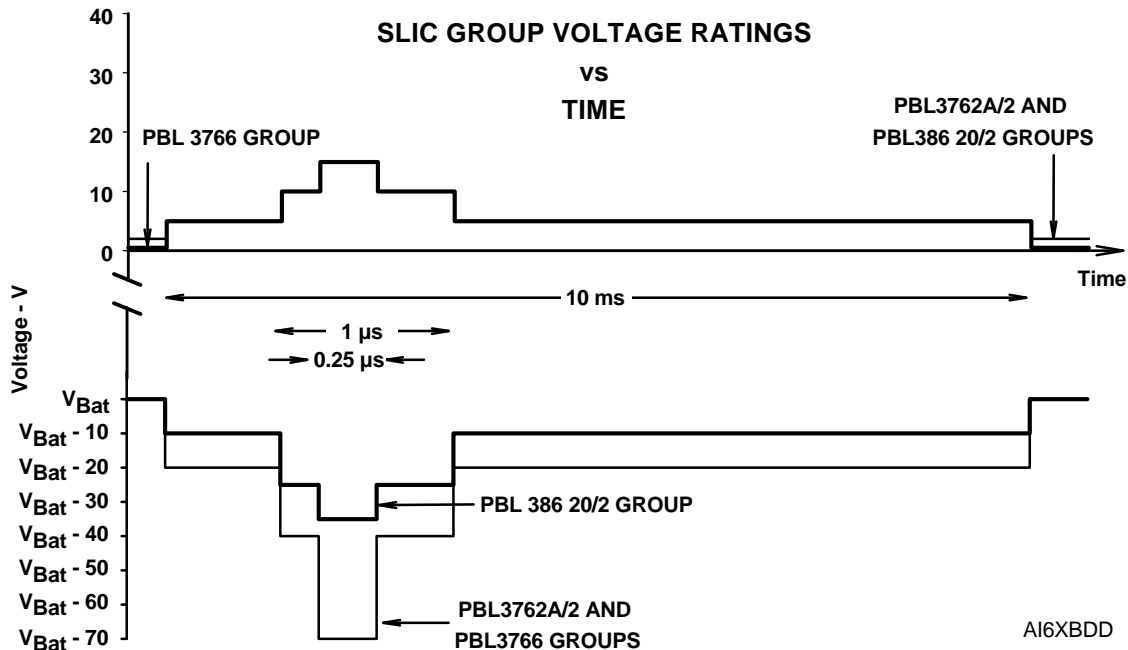 SLIC GROUP VOLTAGE RATINGS
vs
TIME
40
30
20
10
0
PBL 3766 GROUP
PBL3762A/2 AND
PBL386 20/2 GROUPS
Time
10 ms
1 µs
0.25 µs
Voltage - V
VBat
VBat - 10
VBat - 20
VBat - 30
VBat - 40
VBat - 50
VBat - 60
VBat - 70
PBL 386 20/2 GROUP
PBL3762A/2 AND
PBL3766 GROUPS
AI6XBDD